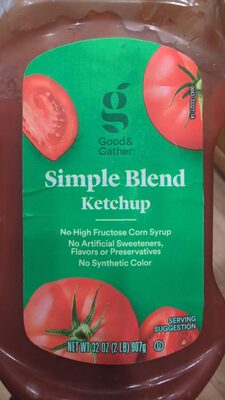 Good&
Gather™
Simple Blend
Ketchup
No High Fructose Corn Syrup
No Artificial Sweeteners,
Flavors or Preservatives
No Synthetic Color
SERVING
SUGGESTION
NET WT 32 OZ (2 LB) 907g